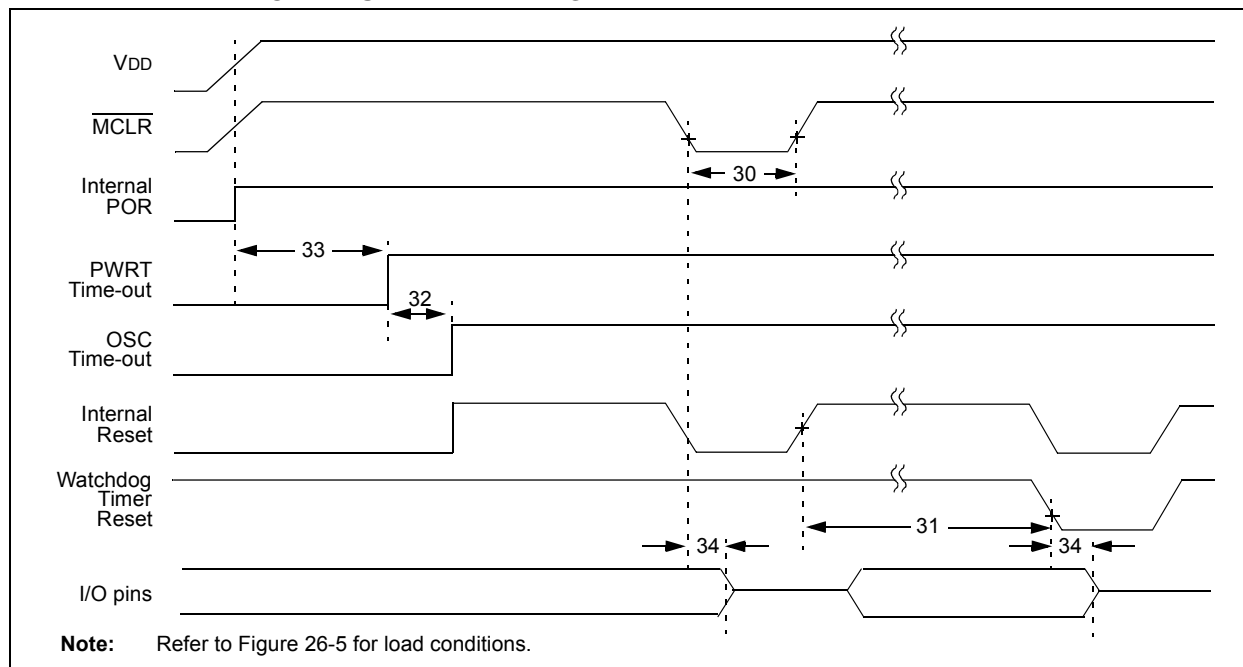 VDD
MCLR
30
Internal
POR
33
PWRT
Time-out
32
OSC
Time-out
Internal
Reset
Watchdog
Timer
Reset
31
34
34
I/O pins
Note: Refer to Figure 26-5 for load conditions.